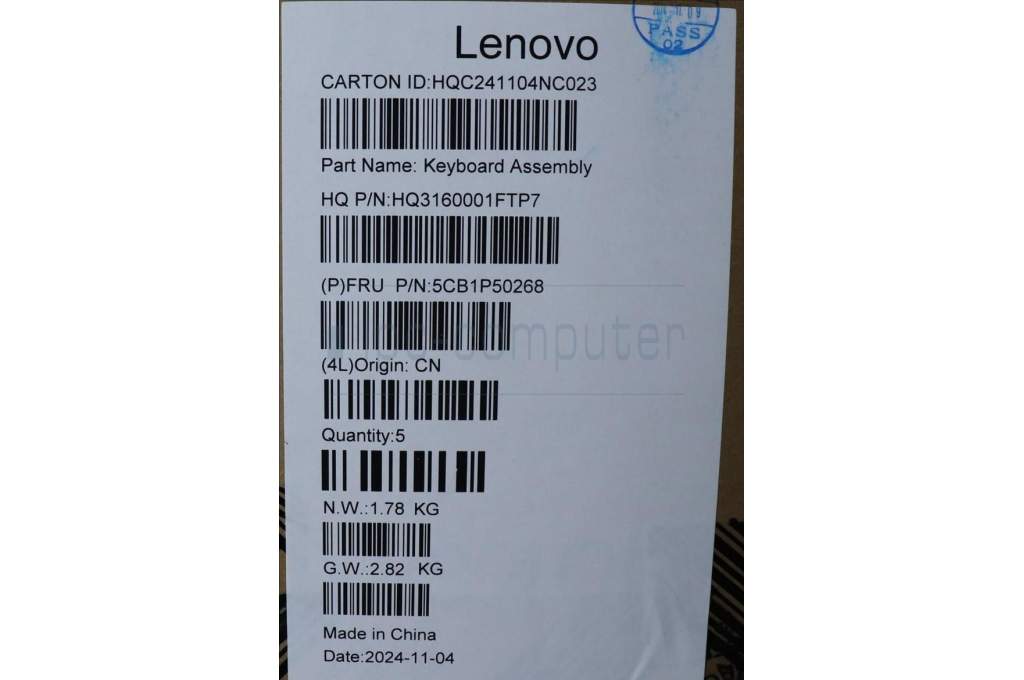 Lenovo
PASS
02
CARTON ID:HQC241104NC023
Part Name: Keyboard Assembly
HQ P/N:HQ3160001FTP7
(P)FRU P/N:5CB1P50268
computer
(4L)Origin: CN
Quantity:5
N.W.:1.78 KG
G.W.:2.82 KG
Made in China
Date:2024-11-04